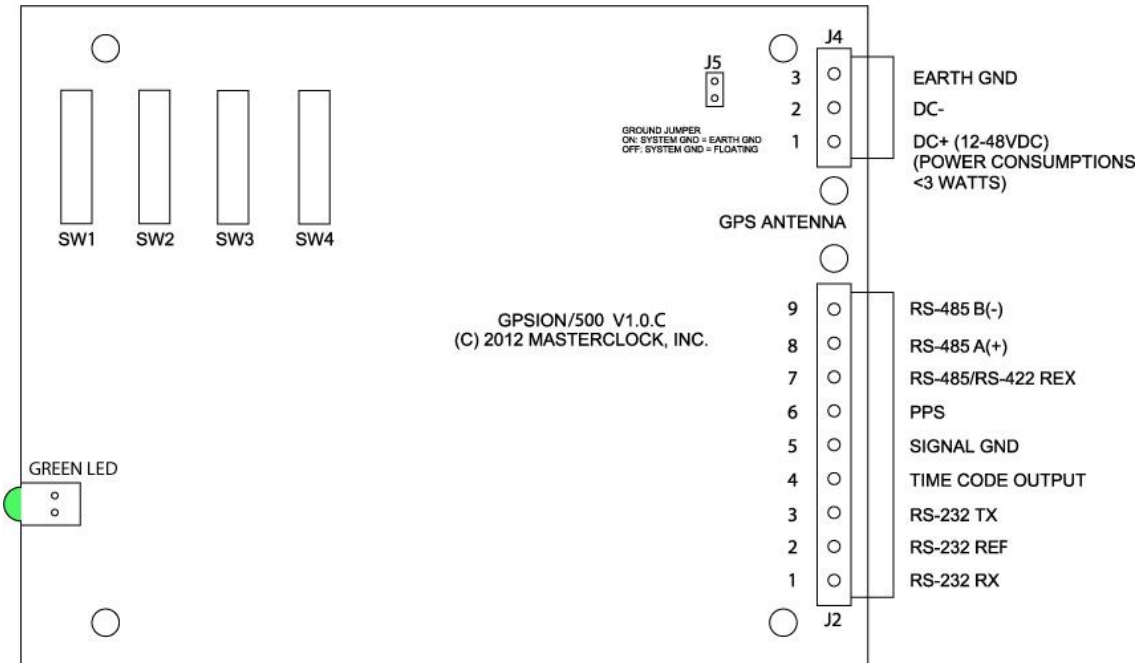 J4
J5
3 EARTH GND
2 DC-
GROUND JUMPER
ON: SYSTEM GND = EARTH GND
OFF: SYSTEM GND = FLOATING
1 DC+ (12-48VDC)
(POWER CONSUMPTIONS
<3 WATTS)
SW1 SW2 SW3 SW4
GPS ANTENNA
9 RS-485 B(-)
GPSION/500 V1.0.C
(C) 2012 MASTERCLOCK, INC.
8 RS-485 A(+)
7 RS-485/RS-422 REX
6 PPS
5 SIGNAL GND
GREEN LED
4 TIME CODE OUTPUT
3 RS-232 TX
2 RS-232 REF
1 RS-232 RX
J2